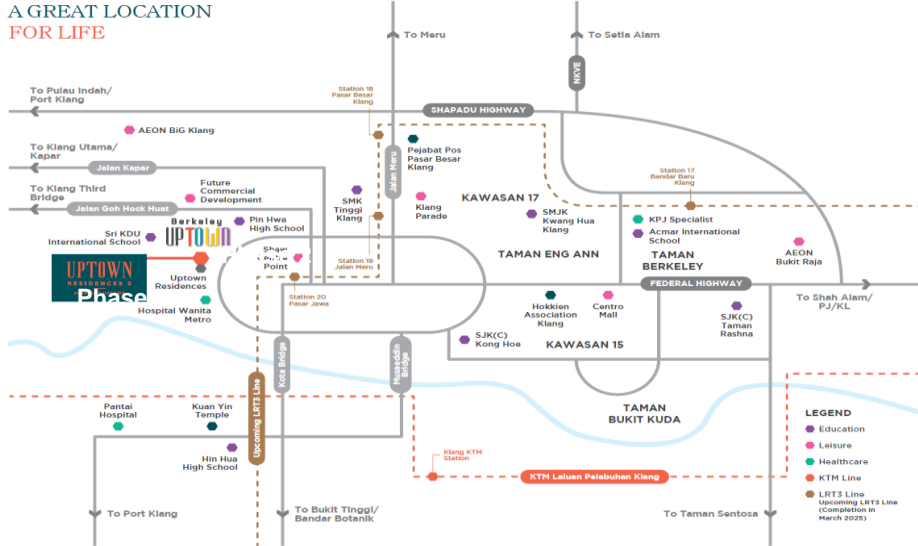 A GREAT LOCATION
FOR LIFE
To Meru
To Setia Alam
NKVE
To Pulau Indah/
Port Klang
Station 18
Pasar Besar
Klang
SHAPADU HIGHWAY
AEON BiG Klang
Pejabat Pos
Pasar Besar
Klang
To Klang Utama/
Kapar
Jalan Kapar
Jalan Meru
Station 17
Bandar Baru
Klang
To Klang Third
Bridge
Jalan Goh Hock Huat
Future
Commercial
Development
SMK
Tinggi
Klang
Klang
Parade
KAWASAN 17
SMJK
Kwang Hua
Klang
KPJ Specialist
Acmar International
School
Berkeley
UPTOWN
Pin Hwa
High School
Sri KDU
International School
TAMAN ENG ANN
TAMAN
BERKELEY
AEON
Bukit Raja
UPTOWN
RESIDENCES 2
Phase
Uptown
Residences
Point
Station 19
Jalan Meru
Station 20
Pasar Jawa
FEDERAL HIGHWAY
To Shah Alam/
PJ/KL
Hospital Wanita
Metro
Hokkien
Association
Klang
Centro
Mall
SJK(C)
Taman
Rashna
SJK(C)
Kong Hoe
KAWASAN 15
Kota Bridge
Musaeddin
Bridge
Upcoming LRT3 Line
TAMAN
BUKIT KUDA
Pantai
Hospital
Kuan Yin
Temple
Hin Hua
High School
Klang KTM
Station
KTM Laluan Pelabuhan Klang
LEGEND
Education
Leisure
Healthcare
KTM Line
LRT3 Line
Upcoming LRT3 Line
(Completion in
March 2025)
To Port Klang
To Bukit Tinggi/
Bandar Botanik
To Taman Sentosa